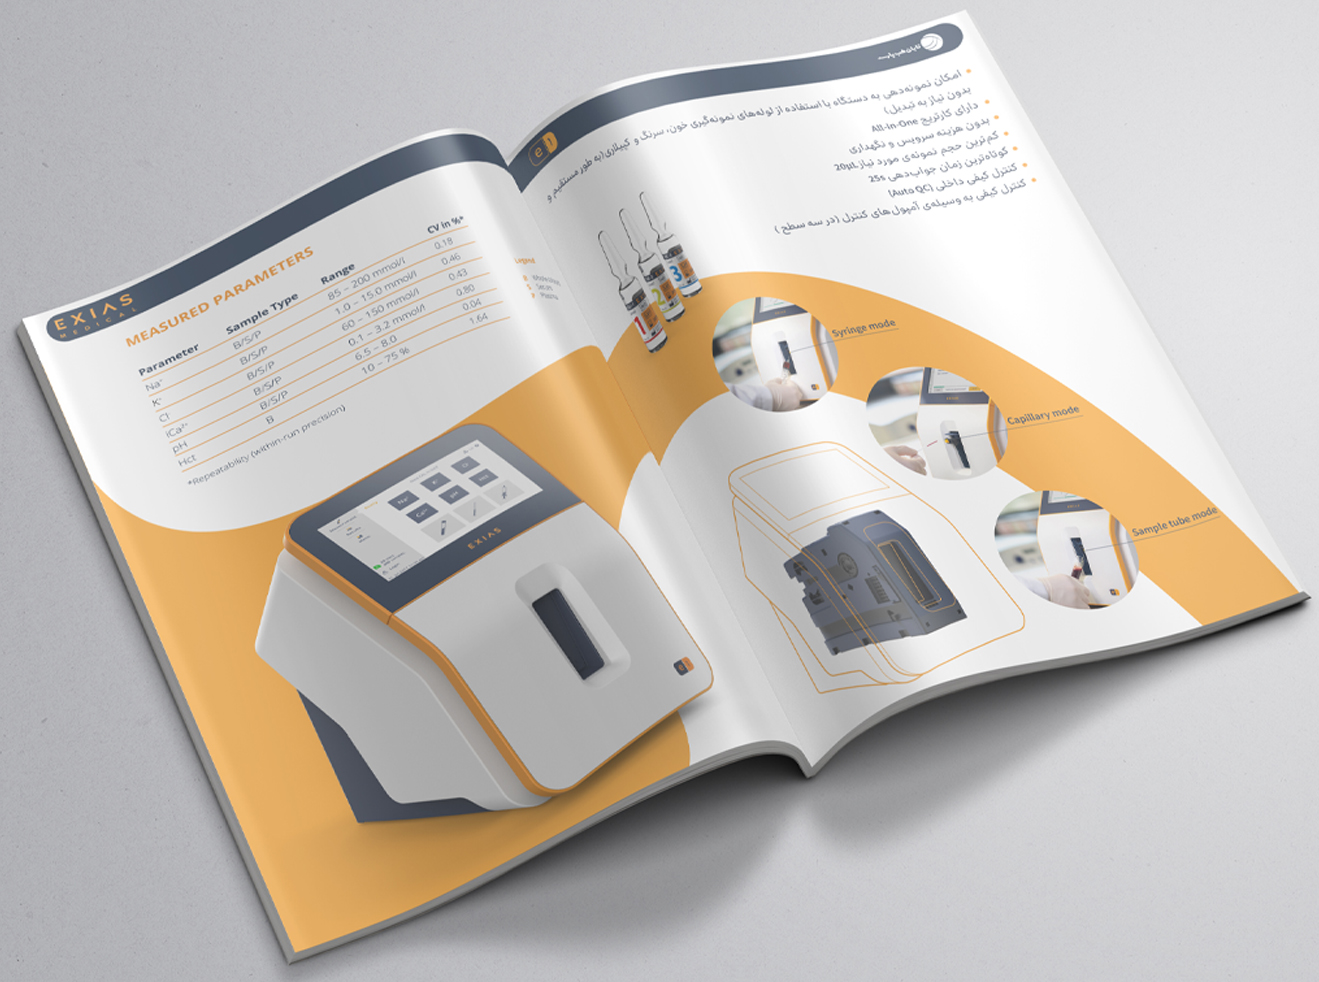 EXIAS
MEDICAL
MEASURED PARAMETERS
Parameter Sample Type Range CV in %*
Na⁺ B/S/P 85 – 200 mmol/l 0.18
K⁺ B/S/P 1.0 – 15.0 mmol/l 0.46
Cl⁻ B/S/P 60 – 150 mmol/l 0.43
iCa²⁺ B/S/P 0.1 – 3.2 mmol/l 0.80
pH B/S/P 6.5 – 8.0 0.04
Hct B 10 – 75 % 1.64
*Repeatability (within-run precision)
Serum
Plasma
EXIAS
e
e1
امکان نمونه‌دهی به دستگاه با استفاده از لوله‌های نمونه‌گیری خون، سرنگ و کپیلاری(به طور مستقیم و
بدون نیاز به تبدیل)
دارای کارتریج All-In-One
بدون هزینه سرویس و نگهداری
کم‌ترین حجم نمونه‌ی مورد نیاز 20µL
کوتاه‌ترین زمان جواب‌دهی 25s
کنترل کیفی داخلی (Auto QC)
کنترل کیفی به وسیله‌ی آمپول‌های کنترل (در سه سطح )
1
2
3
Syringe mode
Capillary mode
Sample tube mode